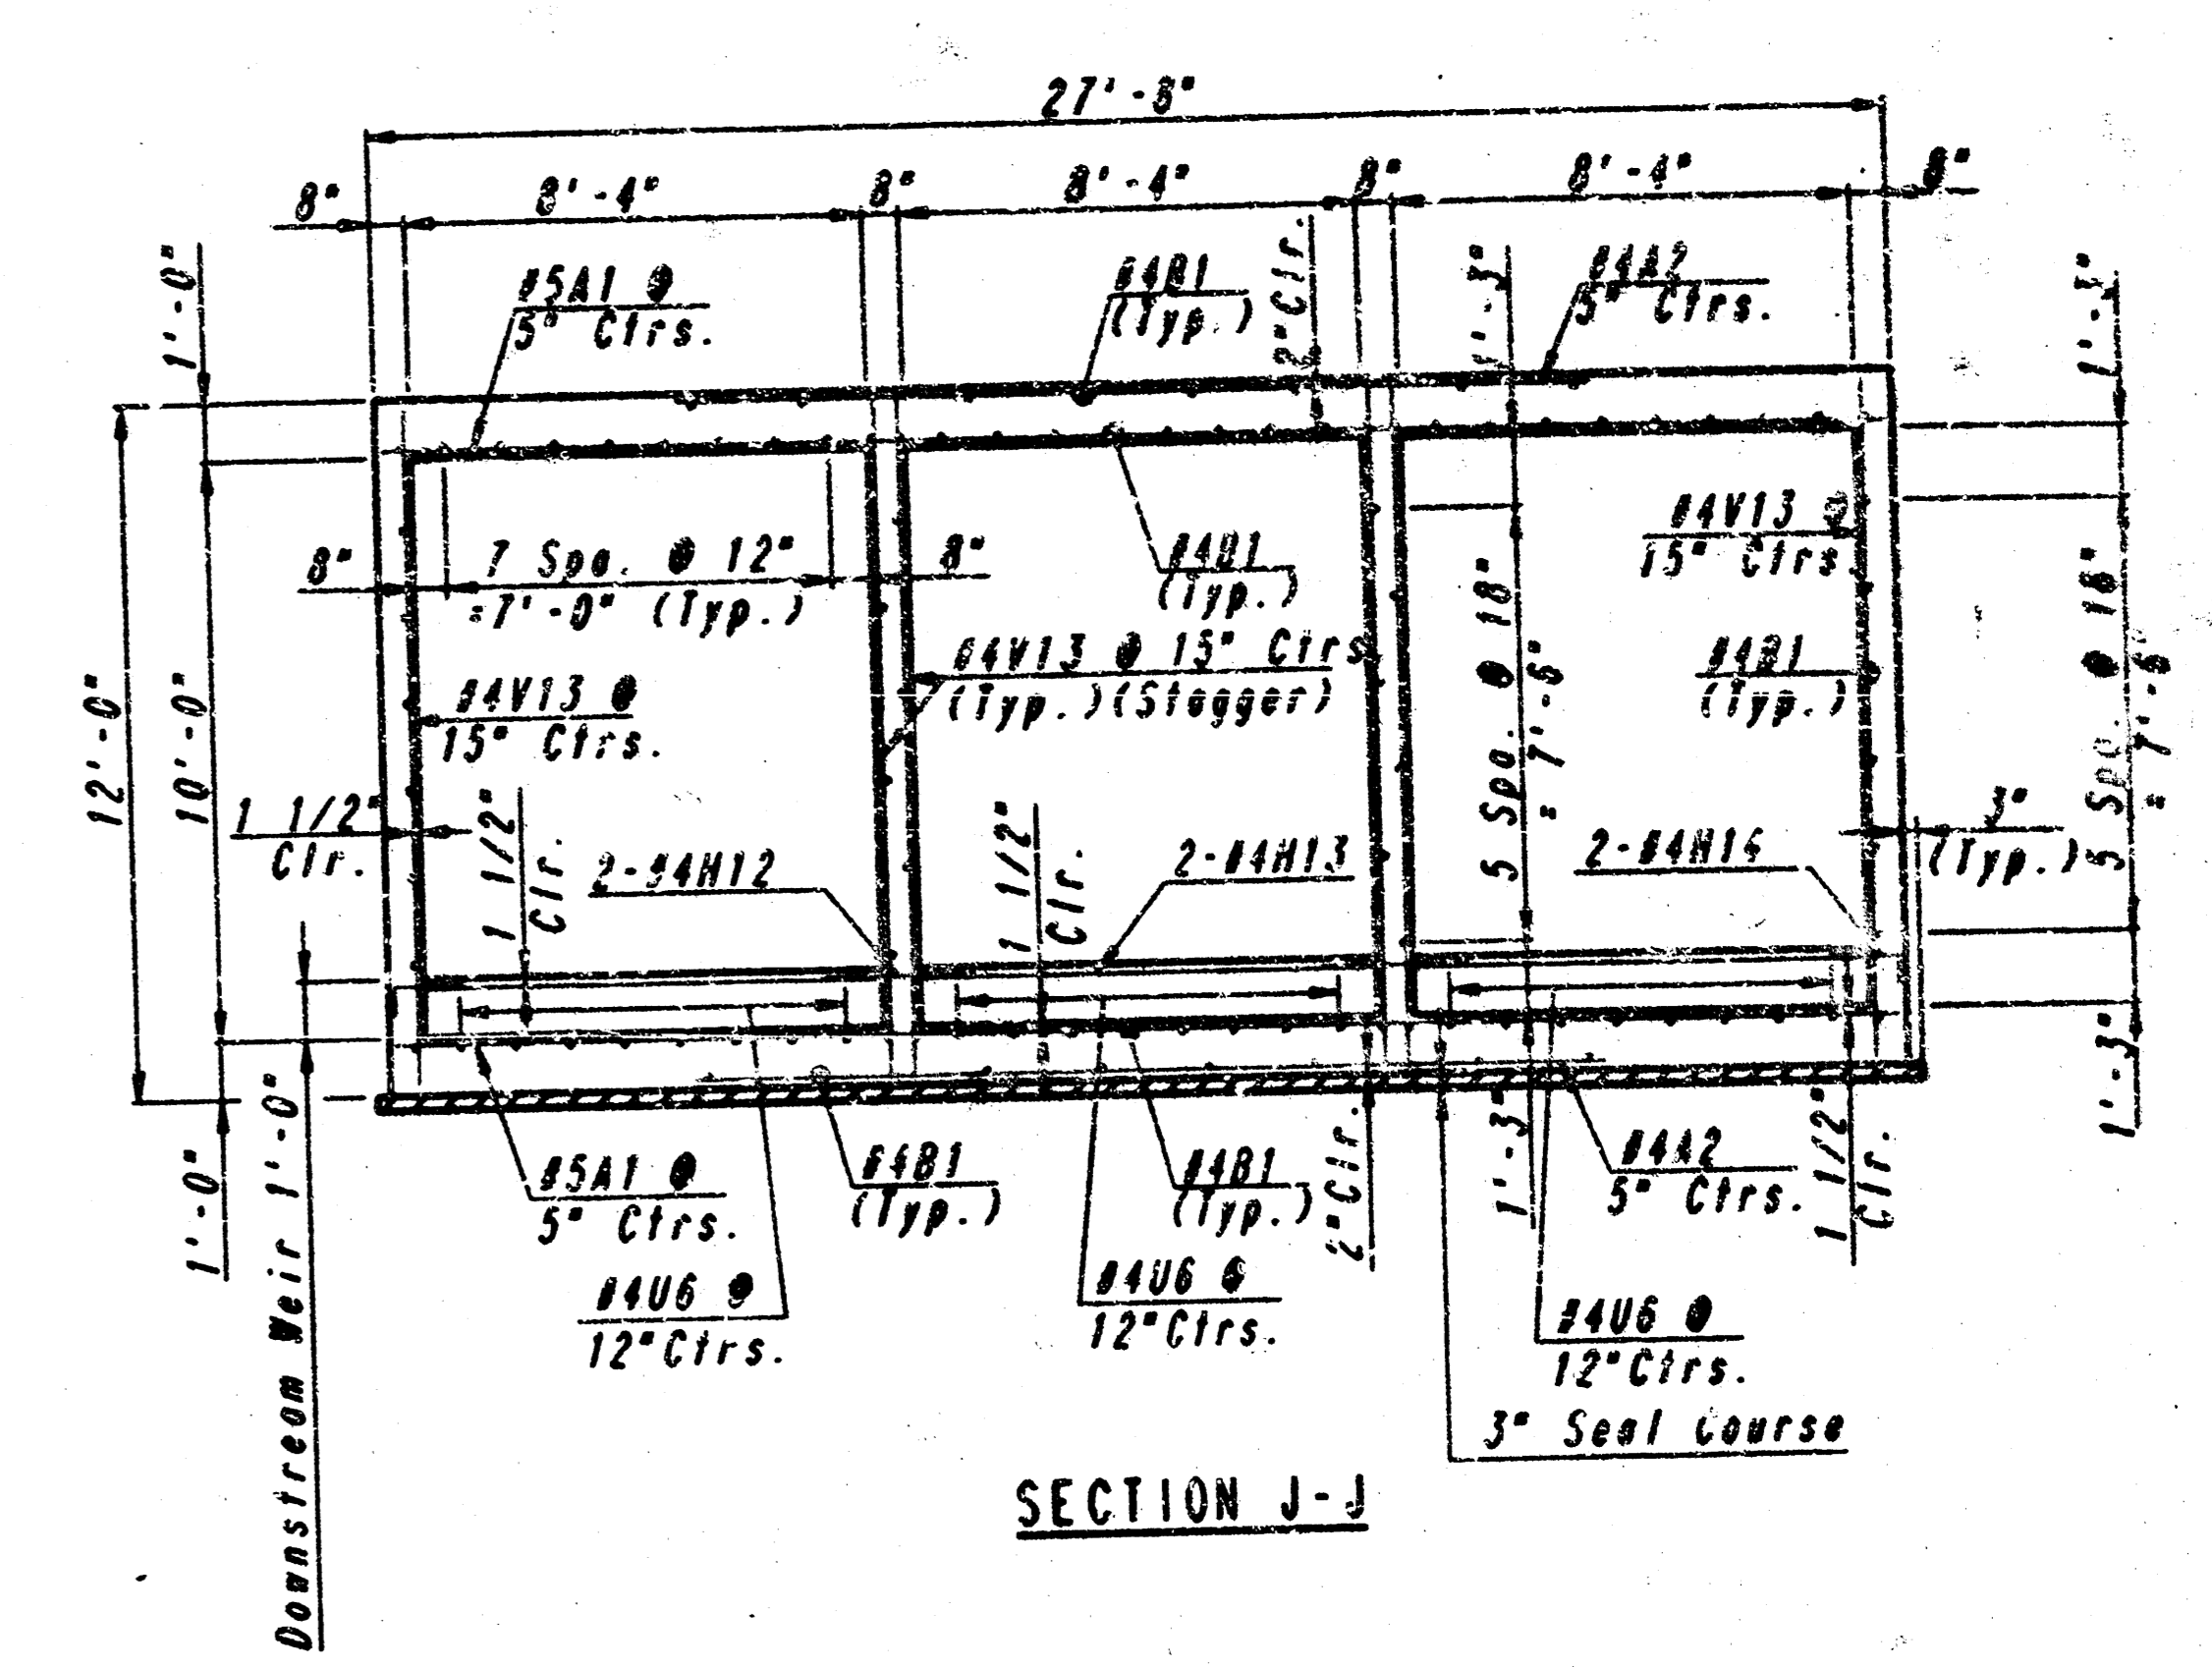 27'-8"
8"
8'-4"
8"
8'-4"
8"
8'-4"
8"
1'-0"
#5A1 @
5" Ctrs.
#4B1
(Typ.)
2" Clr.
1'-3"
#4A2
5" Ctrs.
1'-3"
8"
7 Spa. @ 12"
=7'-0" (Typ.)
8"
#4B1
(Typ.)
#4V13 @
15" Ctrs.
12'-0"
10'-0"
#4V13 @
15" Ctrs.
#4V13 @ 15" Ctrs
(Typ.)(Stagger)
5 Spa. @ 18"
= 7'-6"
#4B1
(Typ.)
5 Spa. @ 18"
= 7'-6"
1 1/2"
Clr.
1 1/2"
Clr.
2-#4H12
1 1/2"
Clr.
2-#4H13
2-#4H14
3"
(Typ.)
1'-0"
Downstream Weir 1'-0"
#5A1 @
5" Ctrs.
#4B1
(Typ.)
#4B1
(Typ.)
2" Clr.
1'-3"
#4A2
5" Ctrs.
1 1/2"
Clr.
1'-3"
#4U6 @
12" Ctrs.
#4U6 @
12" Ctrs.
#4U6 @
12" Ctrs.
3" Seal Course
SECTION J-J